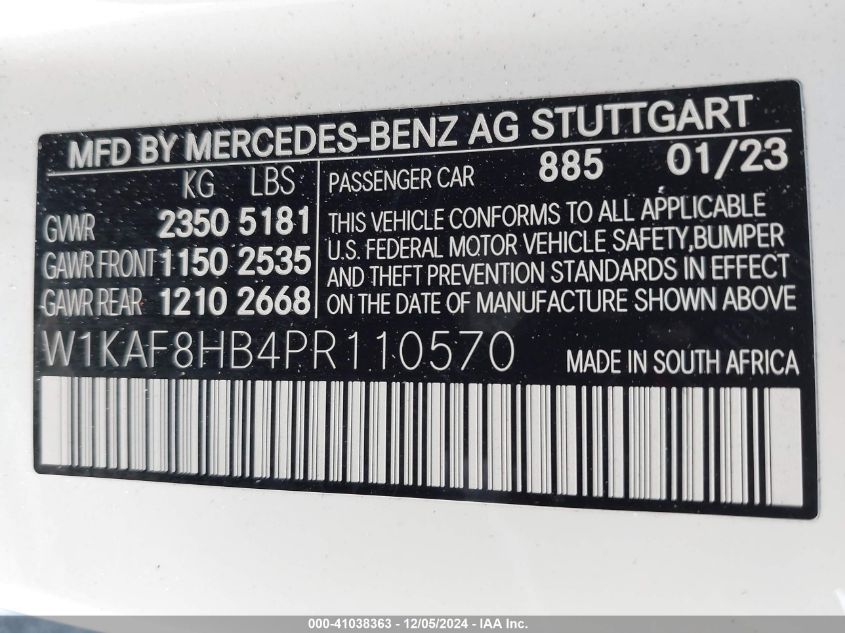 MFD BY MERCEDES-BENZ AG STUTTGART
KG LBS
GVWR 2350 5181
GAWR FRONT 1150 2535
GAWR REAR 1210 2668
PASSENGER CAR 885 01/23
THIS VEHICLE CONFORMS TO ALL APPLICABLE
U.S. FEDERAL MOTOR VEHICLE SAFETY,BUMPER
AND THEFT PREVENTION STANDARDS IN EFFECT
ON THE DATE OF MANUFACTURE SHOWN ABOVE
W1KAF8HB4PR110570 MADE IN SOUTH AFRICA
000-41038363 - 12/05/2024 - IAA Inc.